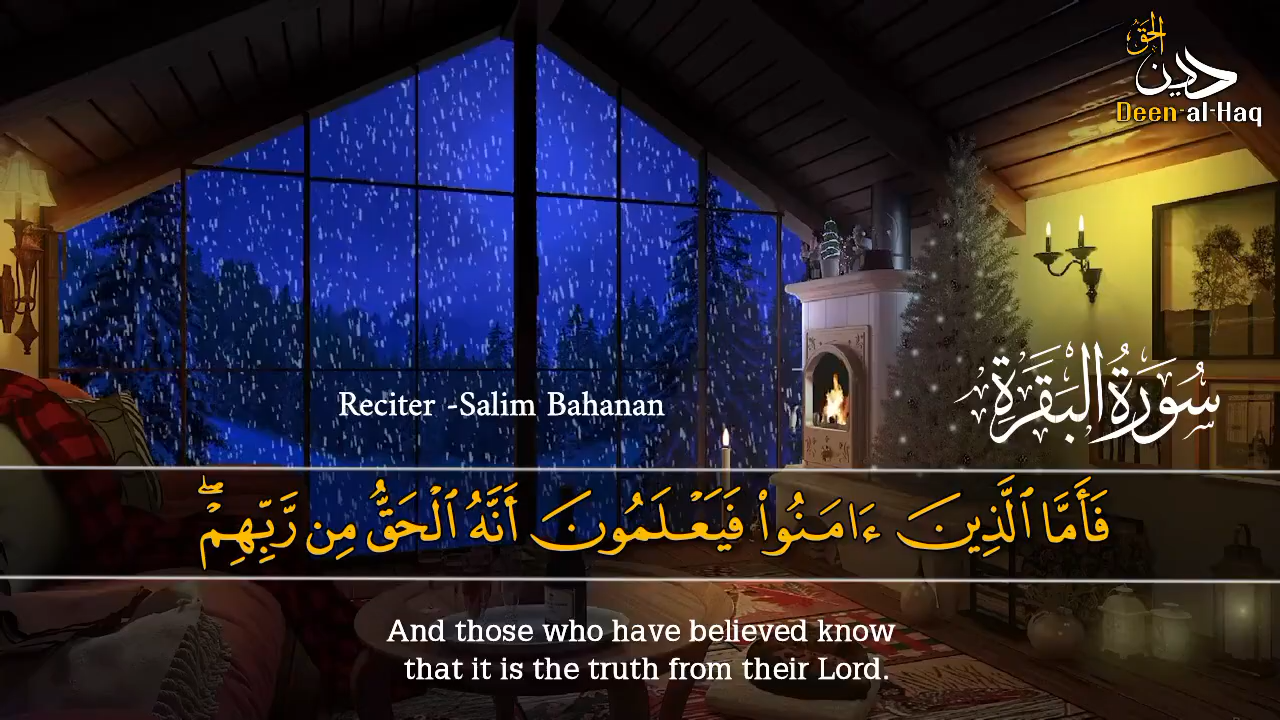 دين الحق
Deen-al-Haq
Reciter -Salim Bahanan
سُورَةُ البَقَرَةِ
فَأَمَّا ٱلَّذِينَ ءَامَنُوا۟ فَيَعْلَمُونَ أَنَّهُ ٱلْحَقُّ مِن رَّبِّهِمْ ۖ
And those who have believed know
that it is the truth from their Lord.